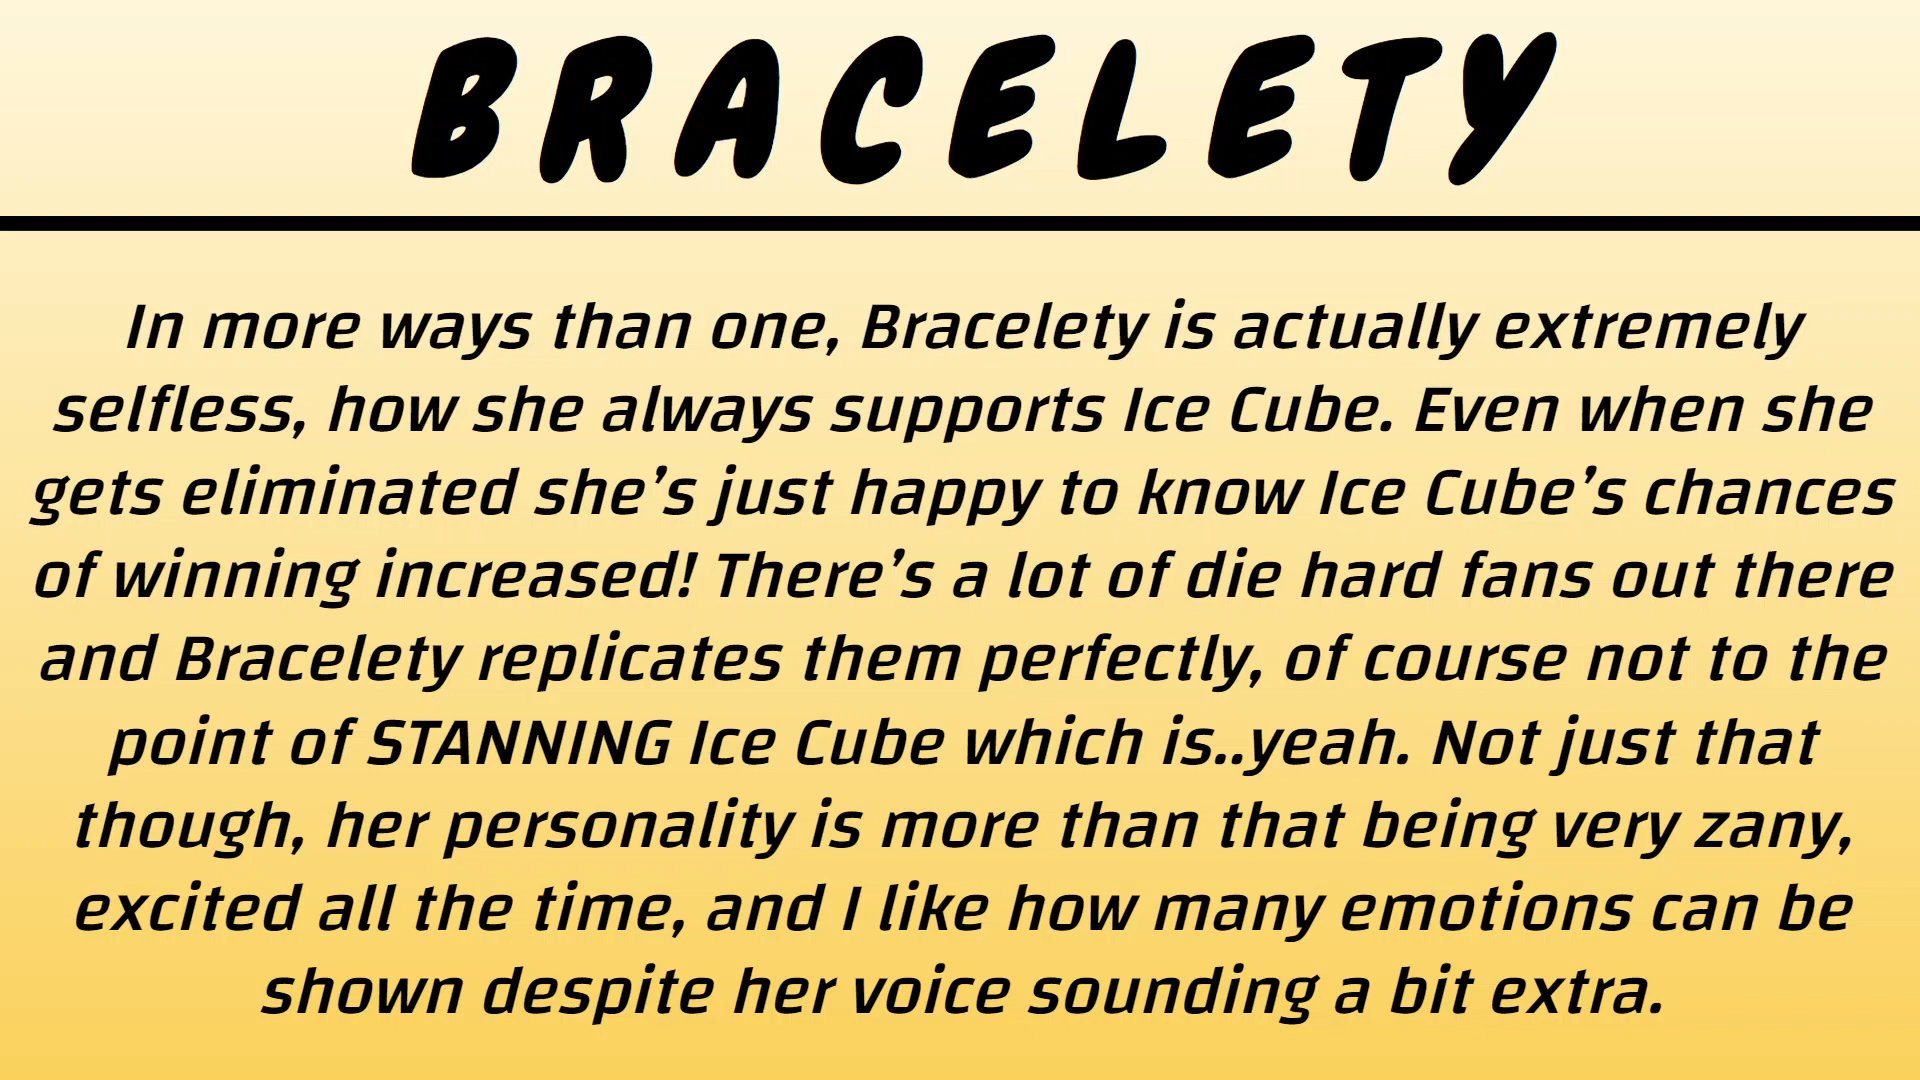 BRACELETY
In more ways than one, Bracelety is actually extremely
selfless, how she always supports Ice Cube. Even when she
gets eliminated she’s just happy to know Ice Cube’s chances
of winning increased! There’s a lot of die hard fans out there
and Bracelety replicates them perfectly, of course not to the
point of STANNING Ice Cube which is..yeah. Not just that
though, her personality is more than that being very zany,
excited all the time, and I like how many emotions can be
shown despite her voice sounding a bit extra.